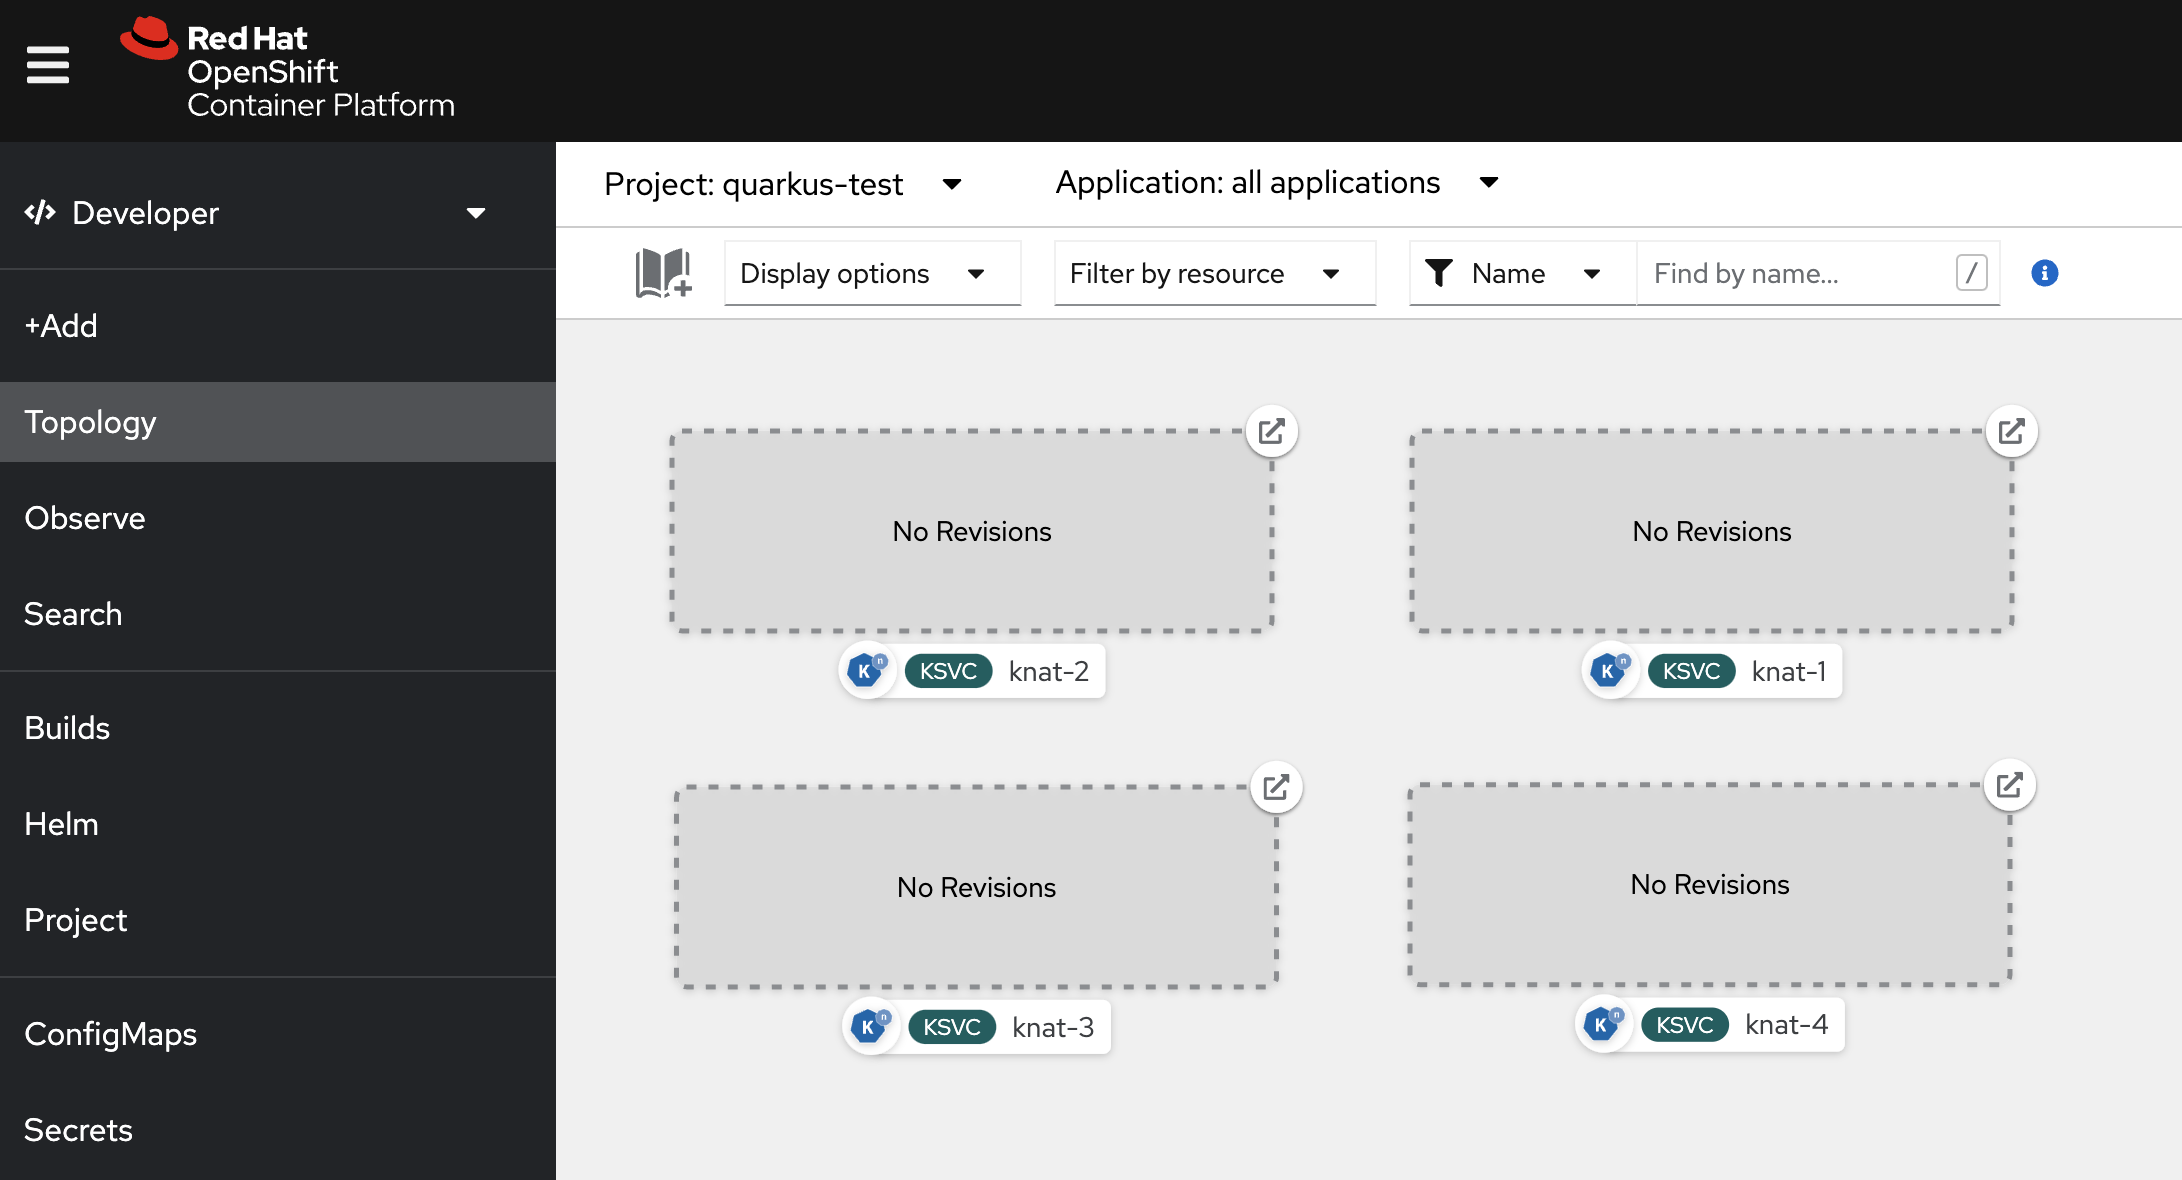 Red Hat
OpenShift
Container Platform
Developer
+Add
Topology
Observe
Search
Builds
Helm
Project
ConfigMaps
Secrets
Project: quarkus-test
Application: all applications
Display options
Filter by resource
Name
Find by name...
/
i
No Revisions
K n KSVC knat-2
No Revisions
K n KSVC knat-1
No Revisions
K n KSVC knat-3
No Revisions
K n KSVC knat-4